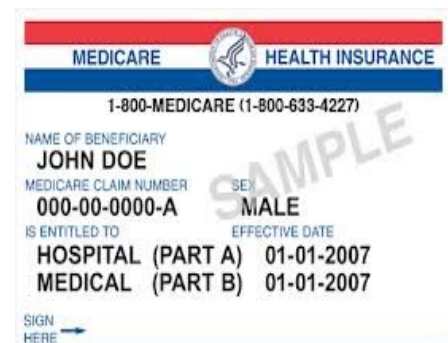 MEDICARE HEALTH INSURANCE
1-800-MEDICARE (1-800-633-4227)
NAME OF BENEFICIARY
JOHN DOE
MEDICARE CLAIM NUMBER SEX
000-00-0000-A MALE
IS ENTITLED TO EFFECTIVE DATE
HOSPITAL (PART A) 01-01-2007
MEDICAL (PART B) 01-01-2007
SIGN
HERE
SAMPLE